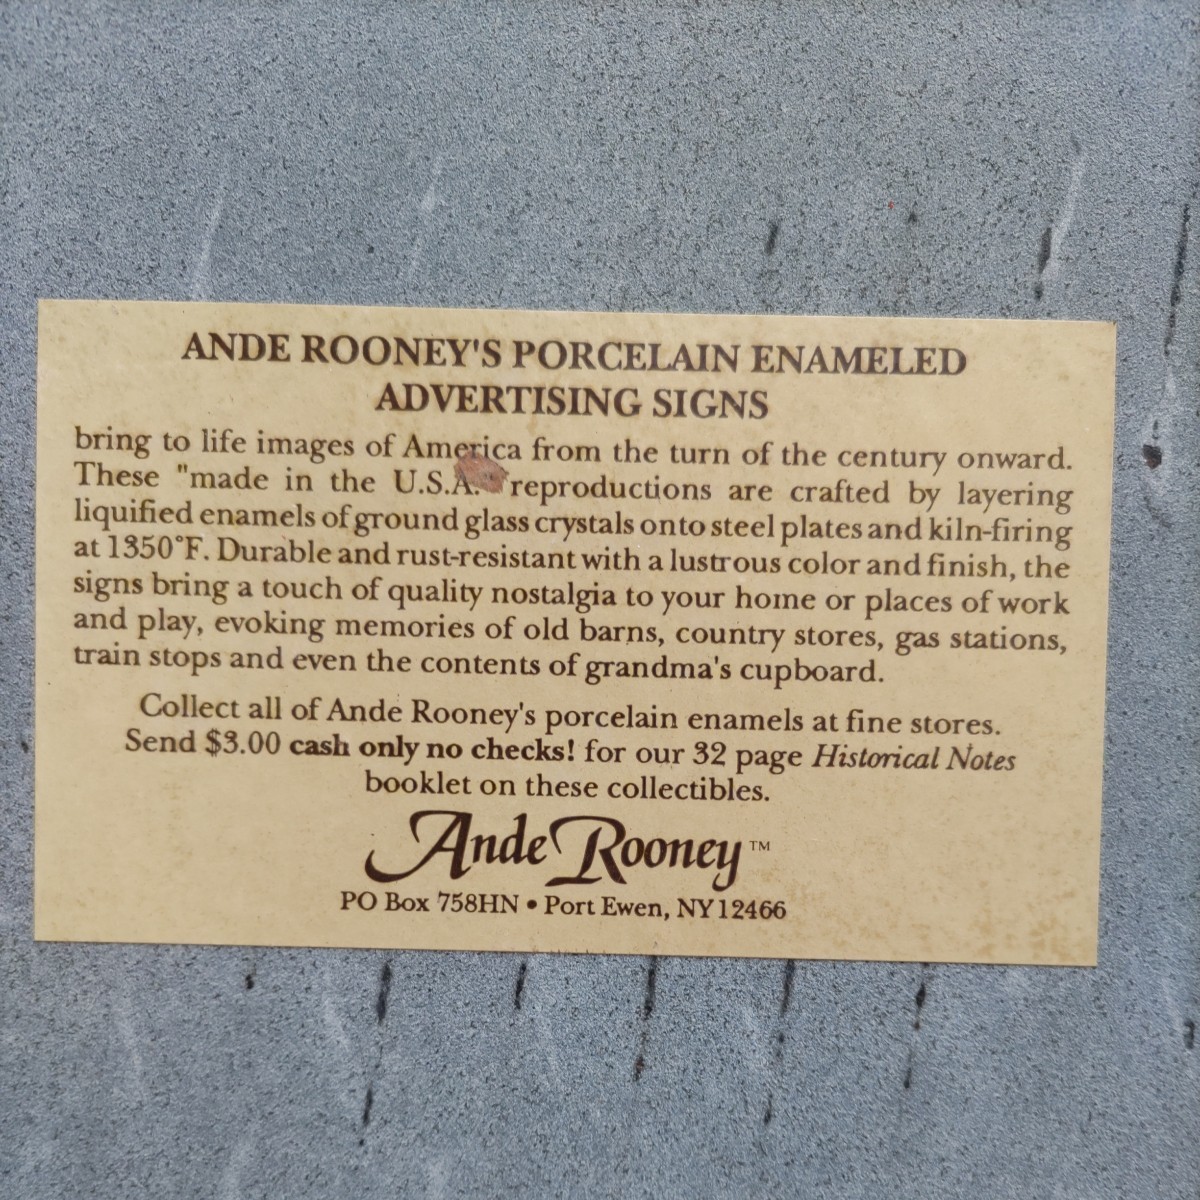 ANDE ROONEY'S PORCELAIN ENAMELED
ADVERTISING SIGNS
bring to life images of America from the turn of the century onward.
These "made in the U.S.A." reproductions are crafted by layering
liquified enamels of ground glass crystals onto steel plates and kiln-firing
at 1350°F. Durable and rust-resistant with a lustrous color and finish, the
signs bring a touch of quality nostalgia to your home or places of work
and play, evoking memories of old barns, country stores, gas stations,
train stops and even the contents of grandma's cupboard.
Collect all of Ande Rooney's porcelain enamels at fine stores.
Send $3.00 cash only no checks! for our 32 page Historical Notes
booklet on these collectibles.
Ande Rooney™
PO Box 758HN • Port Ewen, NY 12466